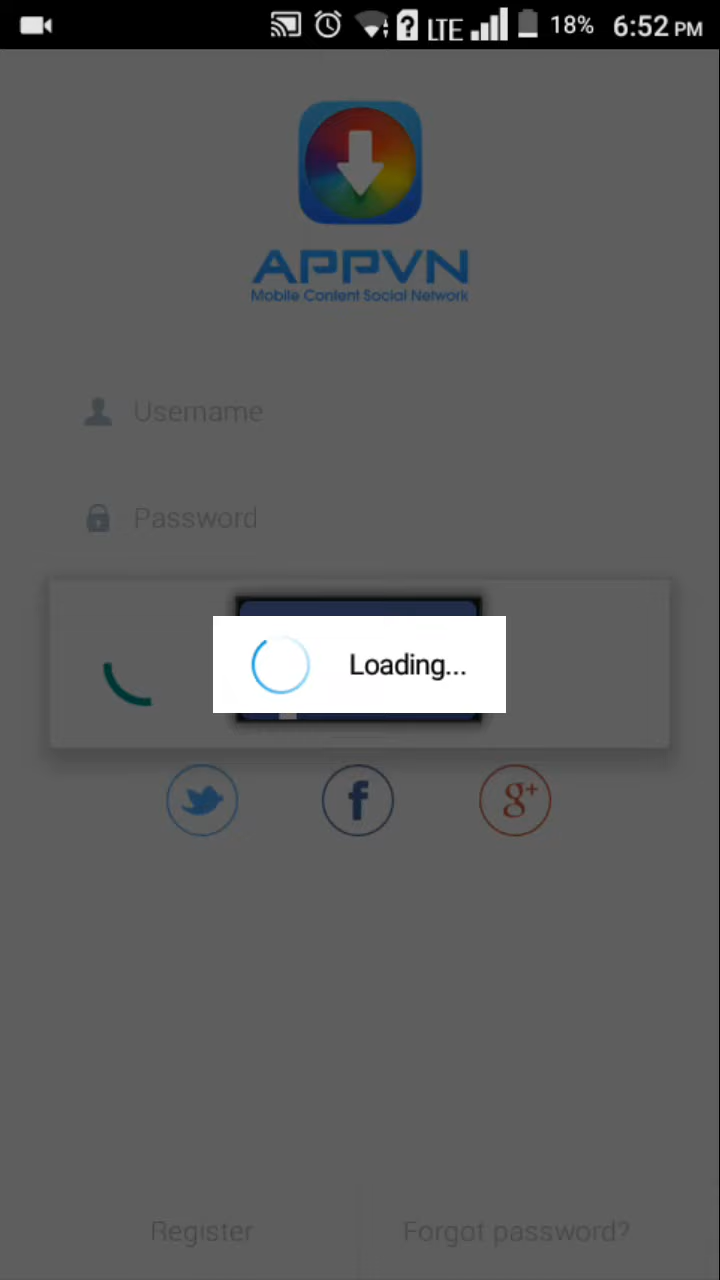 LTE 18% 6:52 PM
APPVN
Mobile Content Social Network
Username
Password
Loading...
f
g+
Register
Forgot password?